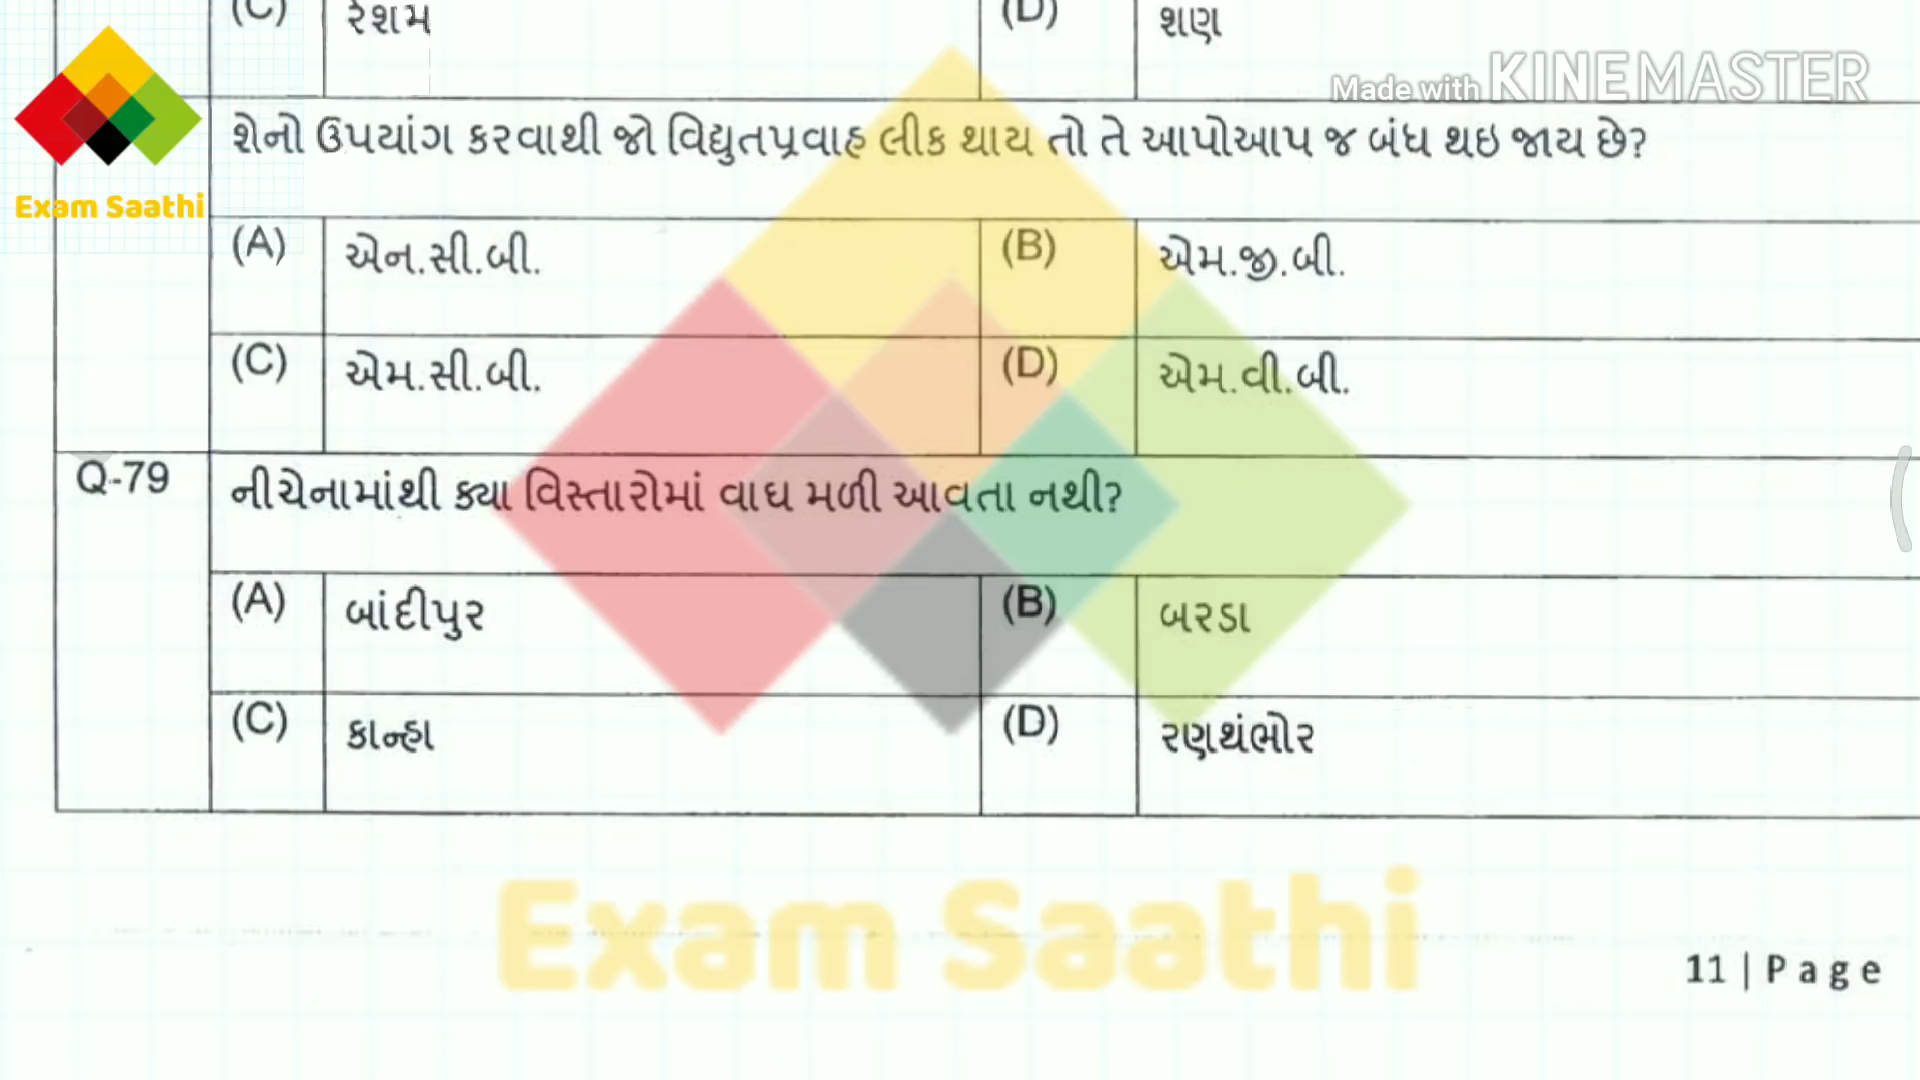 (C) રેશમ (D) શણ
Made with KINEMASTER
શેનો ઉપયાંગ કરવાથી જો વિદ્યુતપ્રવાહ લીક થાય તો તે આપોઆપ જ બંધ થઇ જાય છે?
Exam Saathi
(A) એન.સી.બી. (B) એમ.જી.બી.
(C) એમ.સી.બી. (D) એમ.વી.બી.
Q-79 નીચેનામાંથી ક્યા વિસ્તારોમાં વાઘ મળી આવતા નથી?
(A) બાંદીપુર (B) બરડા
(C) કાન્હા (D) રણથંભોર
Exam Saathi
11 | Page